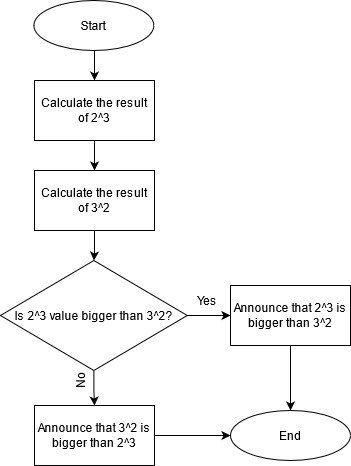 Start
Calculate the result
of 2^3
Calculate the result
of 3^2
Is 2^3 value bigger than 3^2?
Yes
Announce that 2^3 is
bigger than 3^2
No
Announce that 3^2 is
bigger than 2^3
End